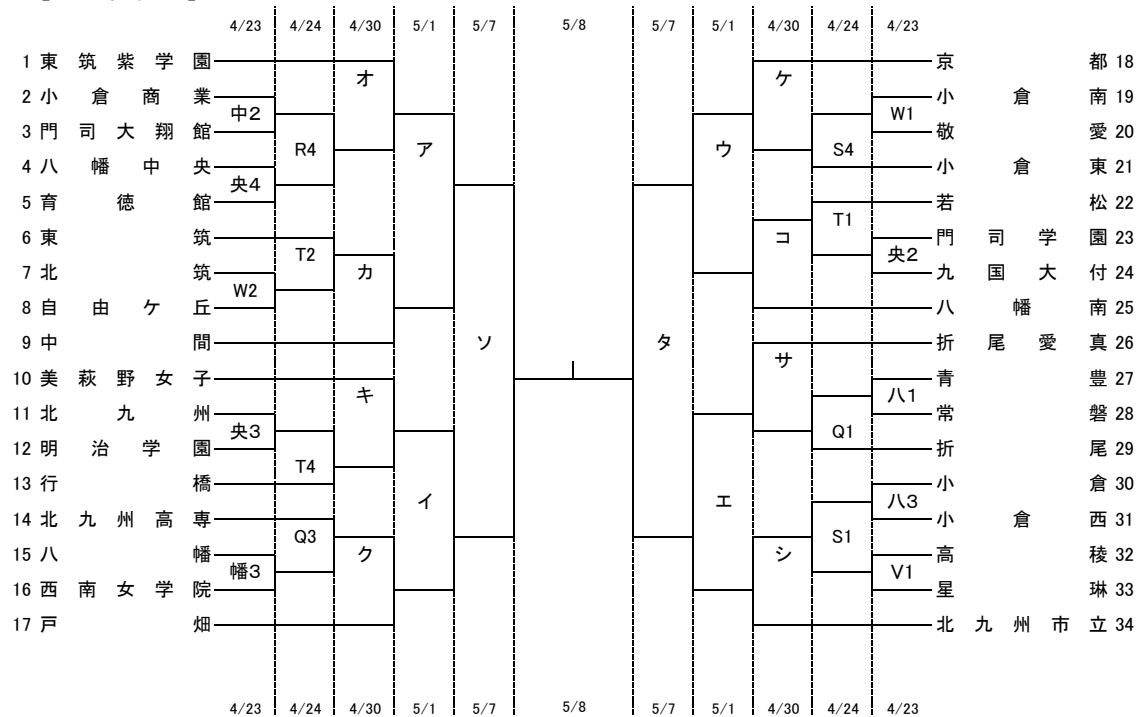 4/23 4/24 4/30 5/1 5/7 5/8 5/7 5/1 4/30 4/24 4/23
1 東筑紫学園 京都 18
オ ケ
2 小倉商業 小倉南 19
中2 W1
3 門司大翔館 敬愛 20
R4 ア ウ S4
4 八幡中央 小倉東 21
央4
5 育徳館 若松 22
T1
6 東筑 門司学園 23
T2 コ 央2
7 北筑 九国大付 24
カ
W2
8 自由ケ丘 八幡南 25
9 中間 ソ タ 折尾愛真 26
サ
10 美萩野女子 青豊 27
キ 八1
11 北九州 常磐 28
央3 Q1
12 明治学園 折尾 29
T4
13 行橋 小倉 30
イ エ 八3
14 北九州高専 小倉西 31
Q3 S1
15 八幡 ク シ 高稜 32
幡3 V1
16 西南女学院 星琳 33
17 戸畑 北九州市立 34
4/23 4/24 4/30 5/1 5/7 5/8 5/7 5/1 4/30 4/24 4/23